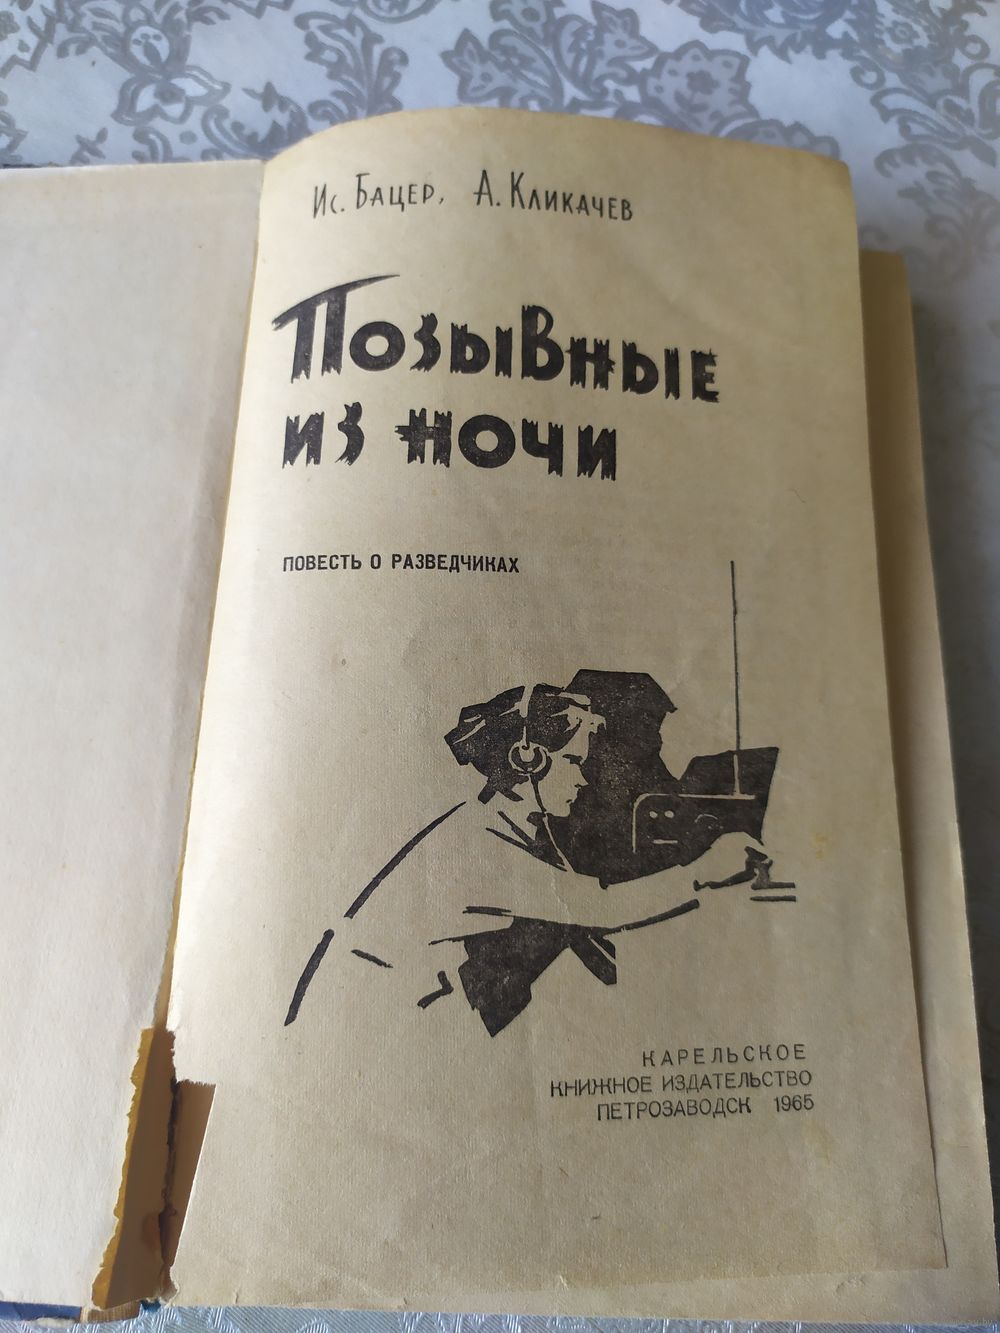 Ис. Бацер, А. Кликачев
Позывные
из ночи
ПОВЕСТЬ О РАЗВЕДЧИКАХ
КАРЕЛЬСКОЕ
КНИЖНОЕ ИЗДАТЕЛЬСТВО
ПЕТРОЗАВОДСК 1965